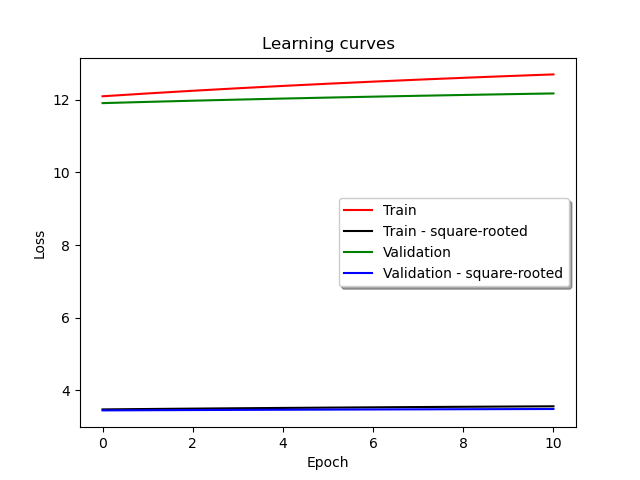 Learning curves
12
10
8
6
4
Loss
Train
Train - square-rooted
Validation
Validation - square-rooted
0 2 4 6 8 10
Epoch